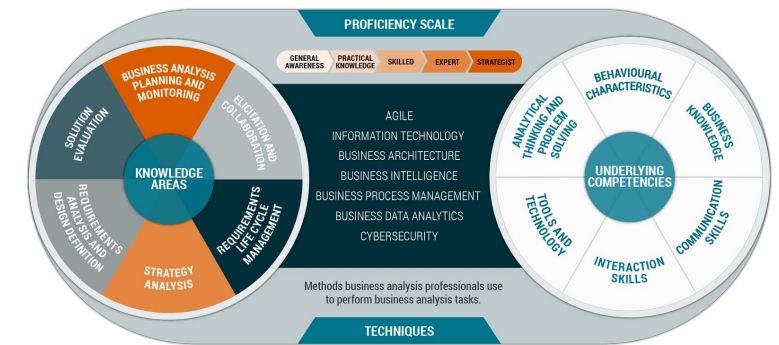 PROFICIENCY SCALE
GENERAL
AWARENESS
PRACTICAL
KNOWLEDGE
SKILLED
EXPERT
STRATEGIST
BUSINESS ANALYSIS
PLANNING AND
MONITORING
ELICITATION AND
COLLABORATION
REQUIREMENTS
LIFE CYCLE
MANAGEMENT
STRATEGY
ANALYSIS
REQUIREMENTS
ANALYSIS AND
DESIGN DEFINITION
SOLUTION
EVALUATION
KNOWLEDGE
AREAS
AGILE
INFORMATION TECHNOLOGY
BUSINESS ARCHITECTURE
BUSINESS INTELLIGENCE
BUSINESS PROCESS MANAGEMENT
BUSINESS DATA ANALYTICS
CYBERSECURITY
BEHAVIOURAL
CHARACTERISTICS
BUSINESS
KNOWLEDGE
COMMUNICATION
SKILLS
INTERACTION
SKILLS
TOOLS AND
TECHNOLOGY
ANALYTICAL
THINKING AND
PROBLEM
SOLVING
UNDERLYING
COMPETENCIES
Methods business analysis professionals use
to perform business analysis tasks.
TECHNIQUES